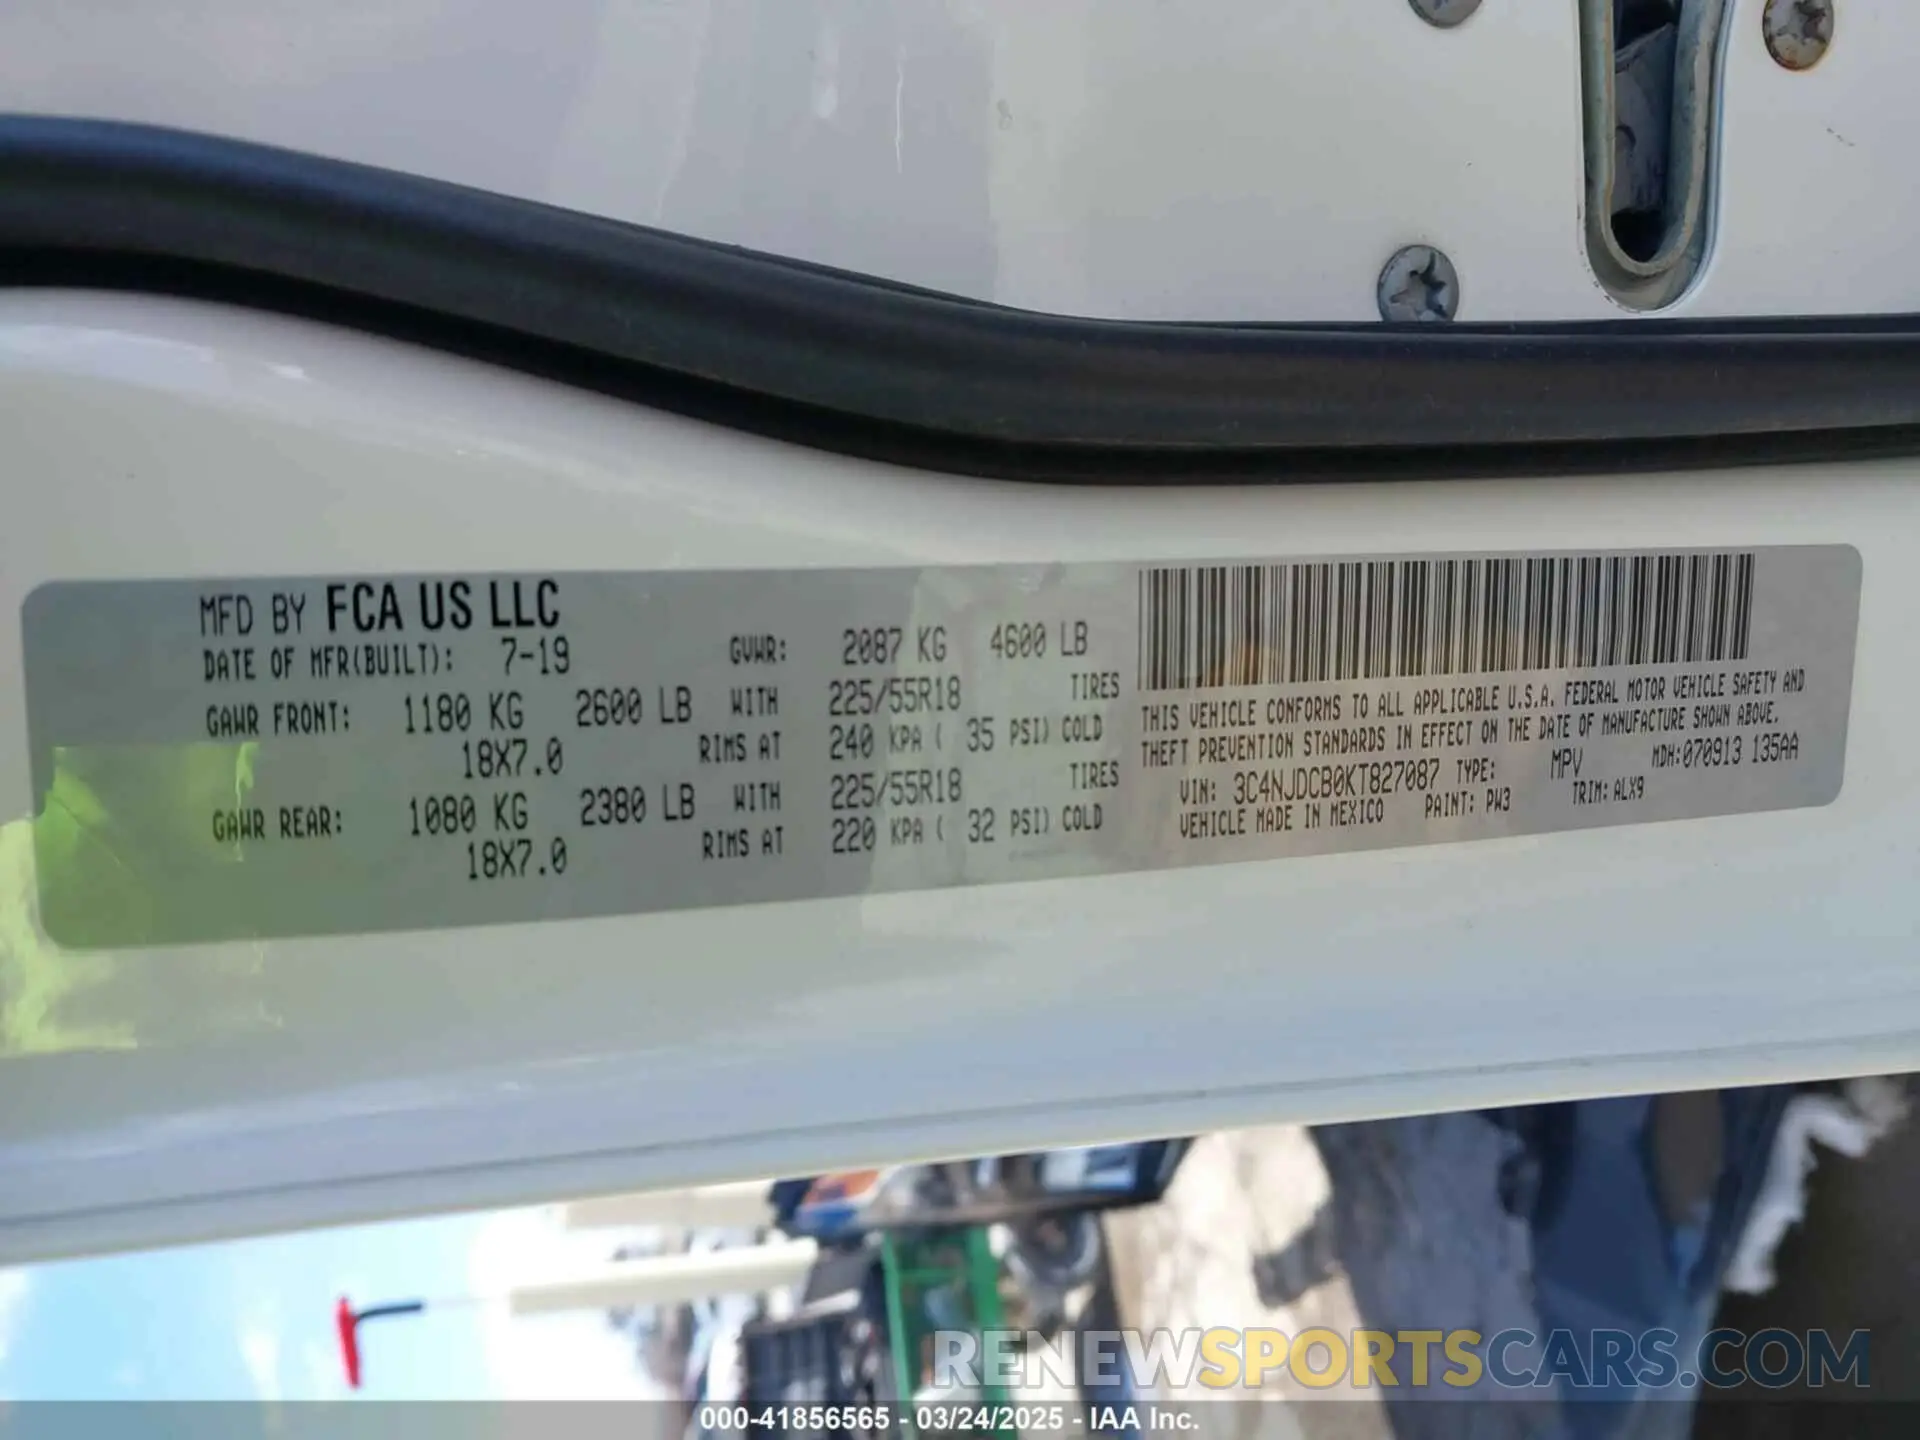 MFD BY FCA US LLC
DATE OF MFR(BUILT): 7-19 GVWR: 2087 KG 4600 LB
GAWR FRONT: 1180 KG 2600 LB WITH 225/55R18 TIRES
18X7.0 RIMS AT 240 KPA ( 35 PSI) COLD
GAWR REAR: 1080 KG 2380 LB WITH 225/55R18 TIRES
18X7.0 RIMS AT 220 KPA ( 32 PSI) COLD
THIS VEHICLE CONFORMS TO ALL APPLICABLE U.S.A. FEDERAL MOTOR VEHICLE SAFETY AND
THEFT PREVENTION STANDARDS IN EFFECT ON THE DATE OF MANUFACTURE SHOWN ABOVE.
VIN: 3C4NJDCB0KT827087 TYPE: MPV MDH:070913 135AA
VEHICLE MADE IN MEXICO PAINT: PW3 TRIM: ALX9
RENEWSPORTSCARS.COM
000-41856565 - 03/24/2025 - IAA Inc.